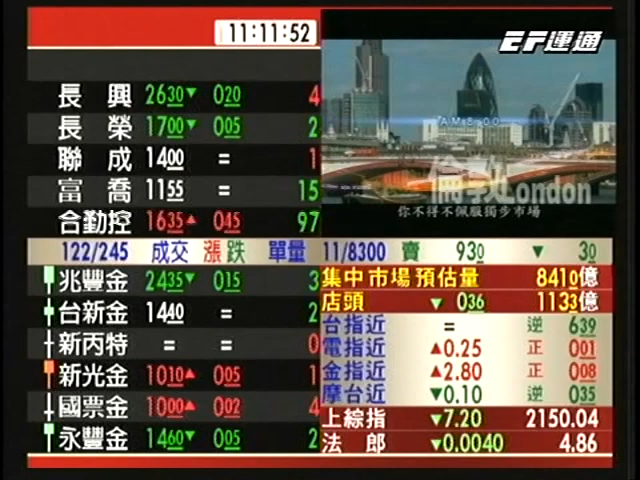 11:11:52
EF運通
長興 2630▼ 020 4
長榮 1700▼ 005 2
聯成 1400 = 1
富喬 1155 = 15
合勤控 1635▲ 045 97
AM 8:00
倫敦London
你不得不佩服獨步市場
122/245 成交 漲跌 單量
11/8300 賣 930 ▼ 30
兆豐金 2435▼ 015 3
台新金 1440 = 2
新丙特 = = 0
新光金 1010▲ 005 1
國票金 1000▲ 002 4
永豐金 1460▼ 005 2
集中市場預估量 8410億
店頭 ▼ 036 1133億
台指近 = 逆 639
電指近 ▲0.25 正 001
金指近 ▲2.80 正 008
摩台近 ▼0.10 逆 035
上綜指 ▼7.20 2150.04
法郎 ▼0.0040 4.86